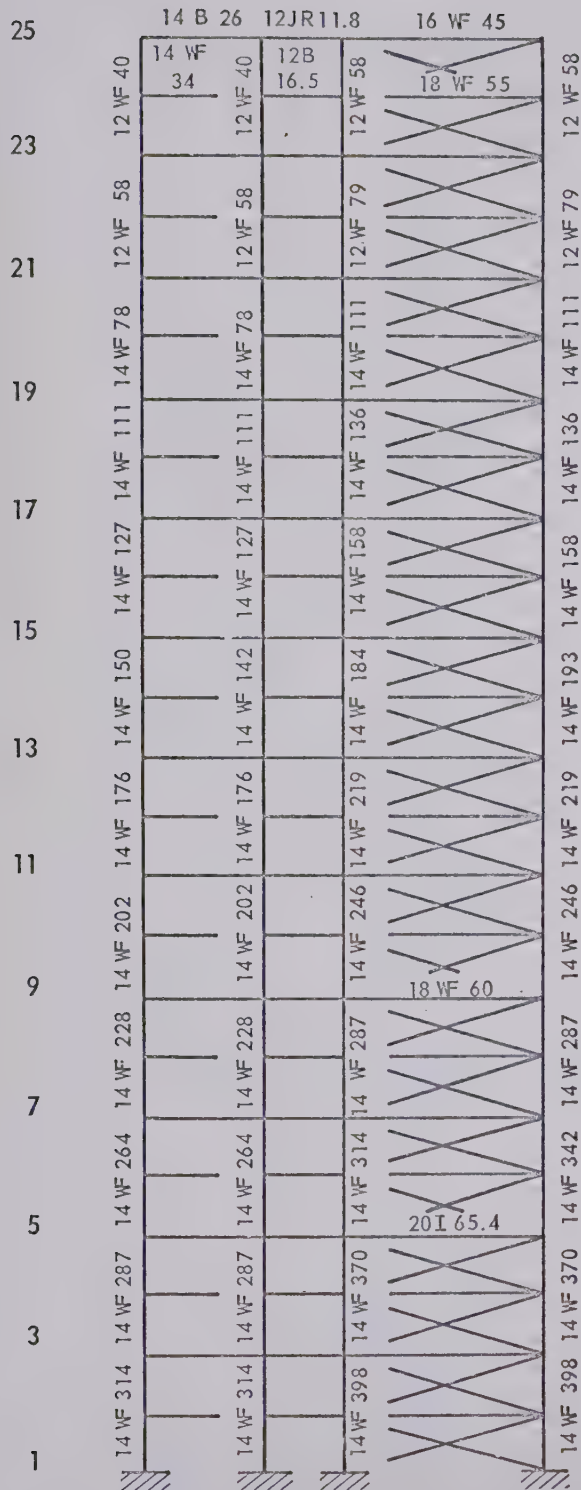 25 14 B 26 12JR11.8 16 WF 45
14 WF 34 12B 16.5 18 WF 55
12 WF 40 12 WF 40 12 WF 58 12 WF 58
23
12 WF 58 12 WF 58 12 WF 79 12 WF 79
21
14 WF 78 14 WF 78 14 WF 111 14 WF 111
19
14 WF 111 14 WF 111 14 WF 136 14 WF 136
17
14 WF 127 14 WF 127 14 WF 158 14 WF 158
15
14 WF 150 14 WF 142 14 WF 184 14 WF 193
13
14 WF 176 14 WF 176 14 WF 219 14 WF 219
11
14 WF 202 14 WF 202 14 WF 246 14 WF 246
9 18 WF 60
14 WF 228 14 WF 228 14 WF 287 14 WF 287
7
14 WF 264 14 WF 264 14 WF 314 14 WF 342
5 20I 65.4
14 WF 287 14 WF 287 14 WF 370 14 WF 370
3
14 WF 314 14 WF 314 14 WF 398 14 WF 398
1